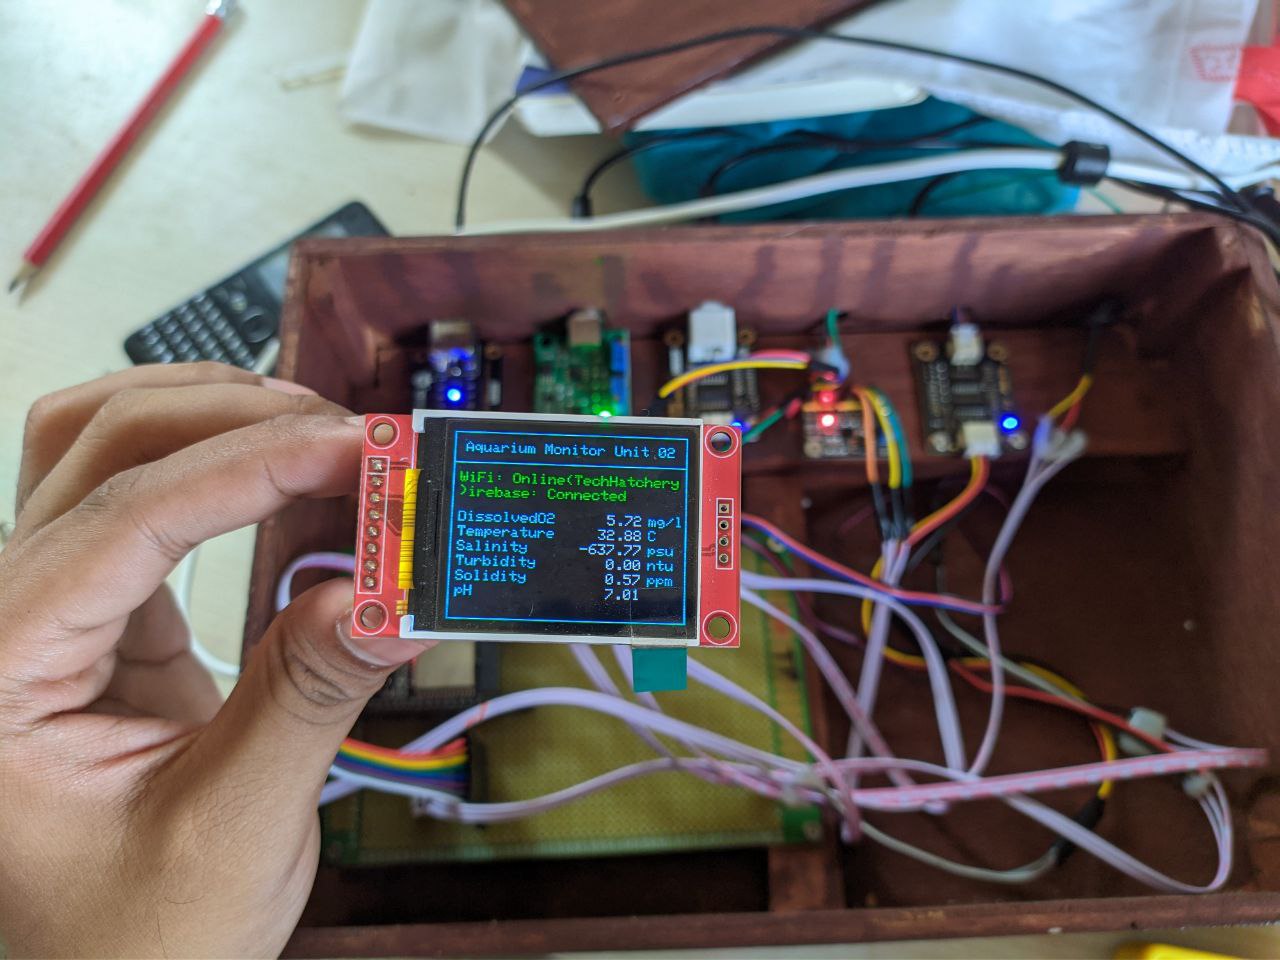 Aquarium Monitor Unit 02
WiFi: Online(TechHatchery
)irebase: Connected
DissolvedO2 5.72 mg/l
Temperature 32.88 C
Salinity -637.77 psu
Turbidity 0.00 ntu
Solidity 0.57 ppm
pH 7.01